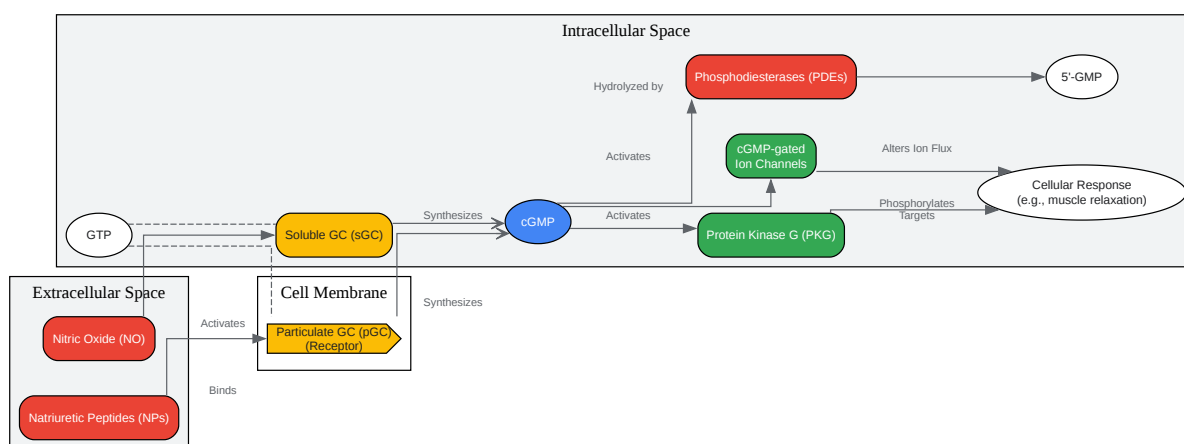 Intracellular Space
Phosphodiesterases (PDEs)
5'-GMP
Hydrolyzed by
cGMP-gated
Ion Channels
Alters Ion Flux
Activates
Cellular Response
(e.g., muscle relaxation)
Phosphorylates
Targets
GTP
Soluble GC (sGC)
Synthesizes
cGMP
Activates
Protein Kinase G (PKG)
Extracellular Space
Cell Membrane
Synthesizes
Nitric Oxide (NO)
Activates
Particulate GC (pGC)
(Receptor)
Binds
Natriuretic Peptides (NPs)